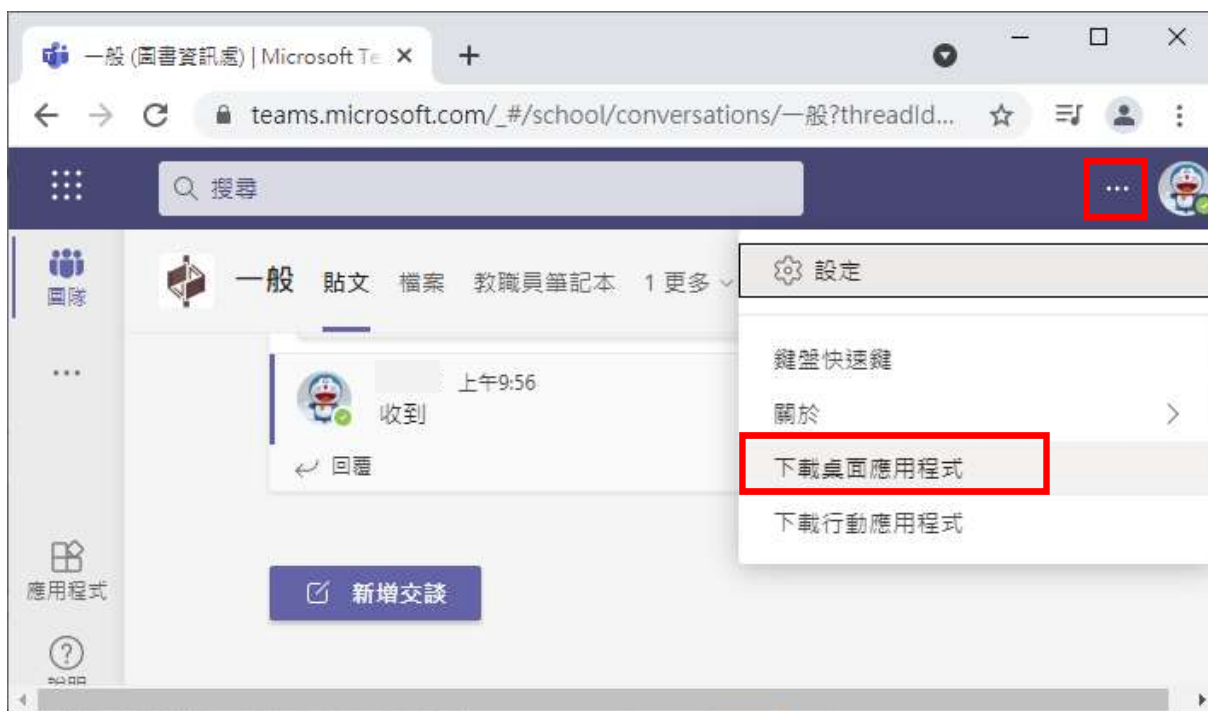 一般 (圖書資訊處) | Microsoft Te
teams.microsoft.com/_#/school/conversations/一般?threadId...
搜尋
團隊
一般 貼文 檔案 教職員筆記本 1 更多
設定
鍵盤快速鍵
關於
下載桌面應用程式
下載行動應用程式
上午9:56
收到
回覆
新增交談
應用程式